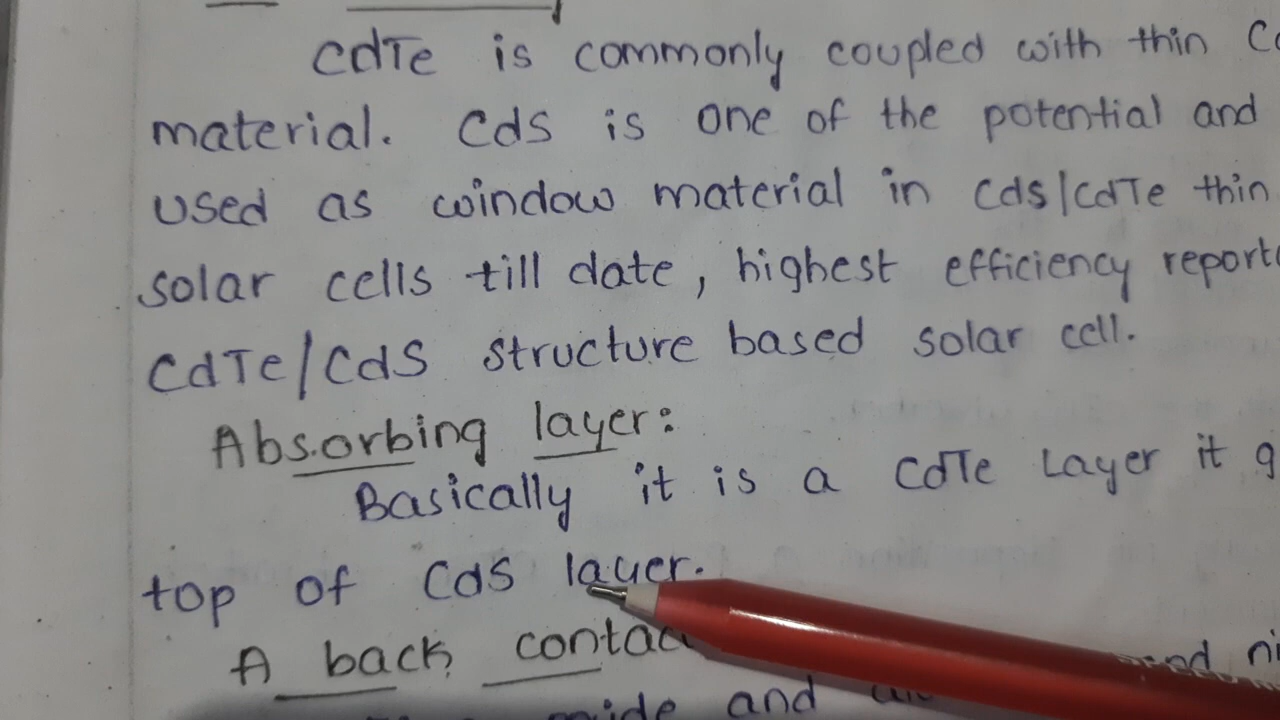 CdTe is commonly coupled with thin
material. Cds is one of the potential and
used as window material in Cds/CdTe thin
solar cells till date, highest efficiency
CdTe/CdS structure based solar cell.
Absorbing layer:
Basically it is a CdTe Layer it
top of CdS layer.
A back
and